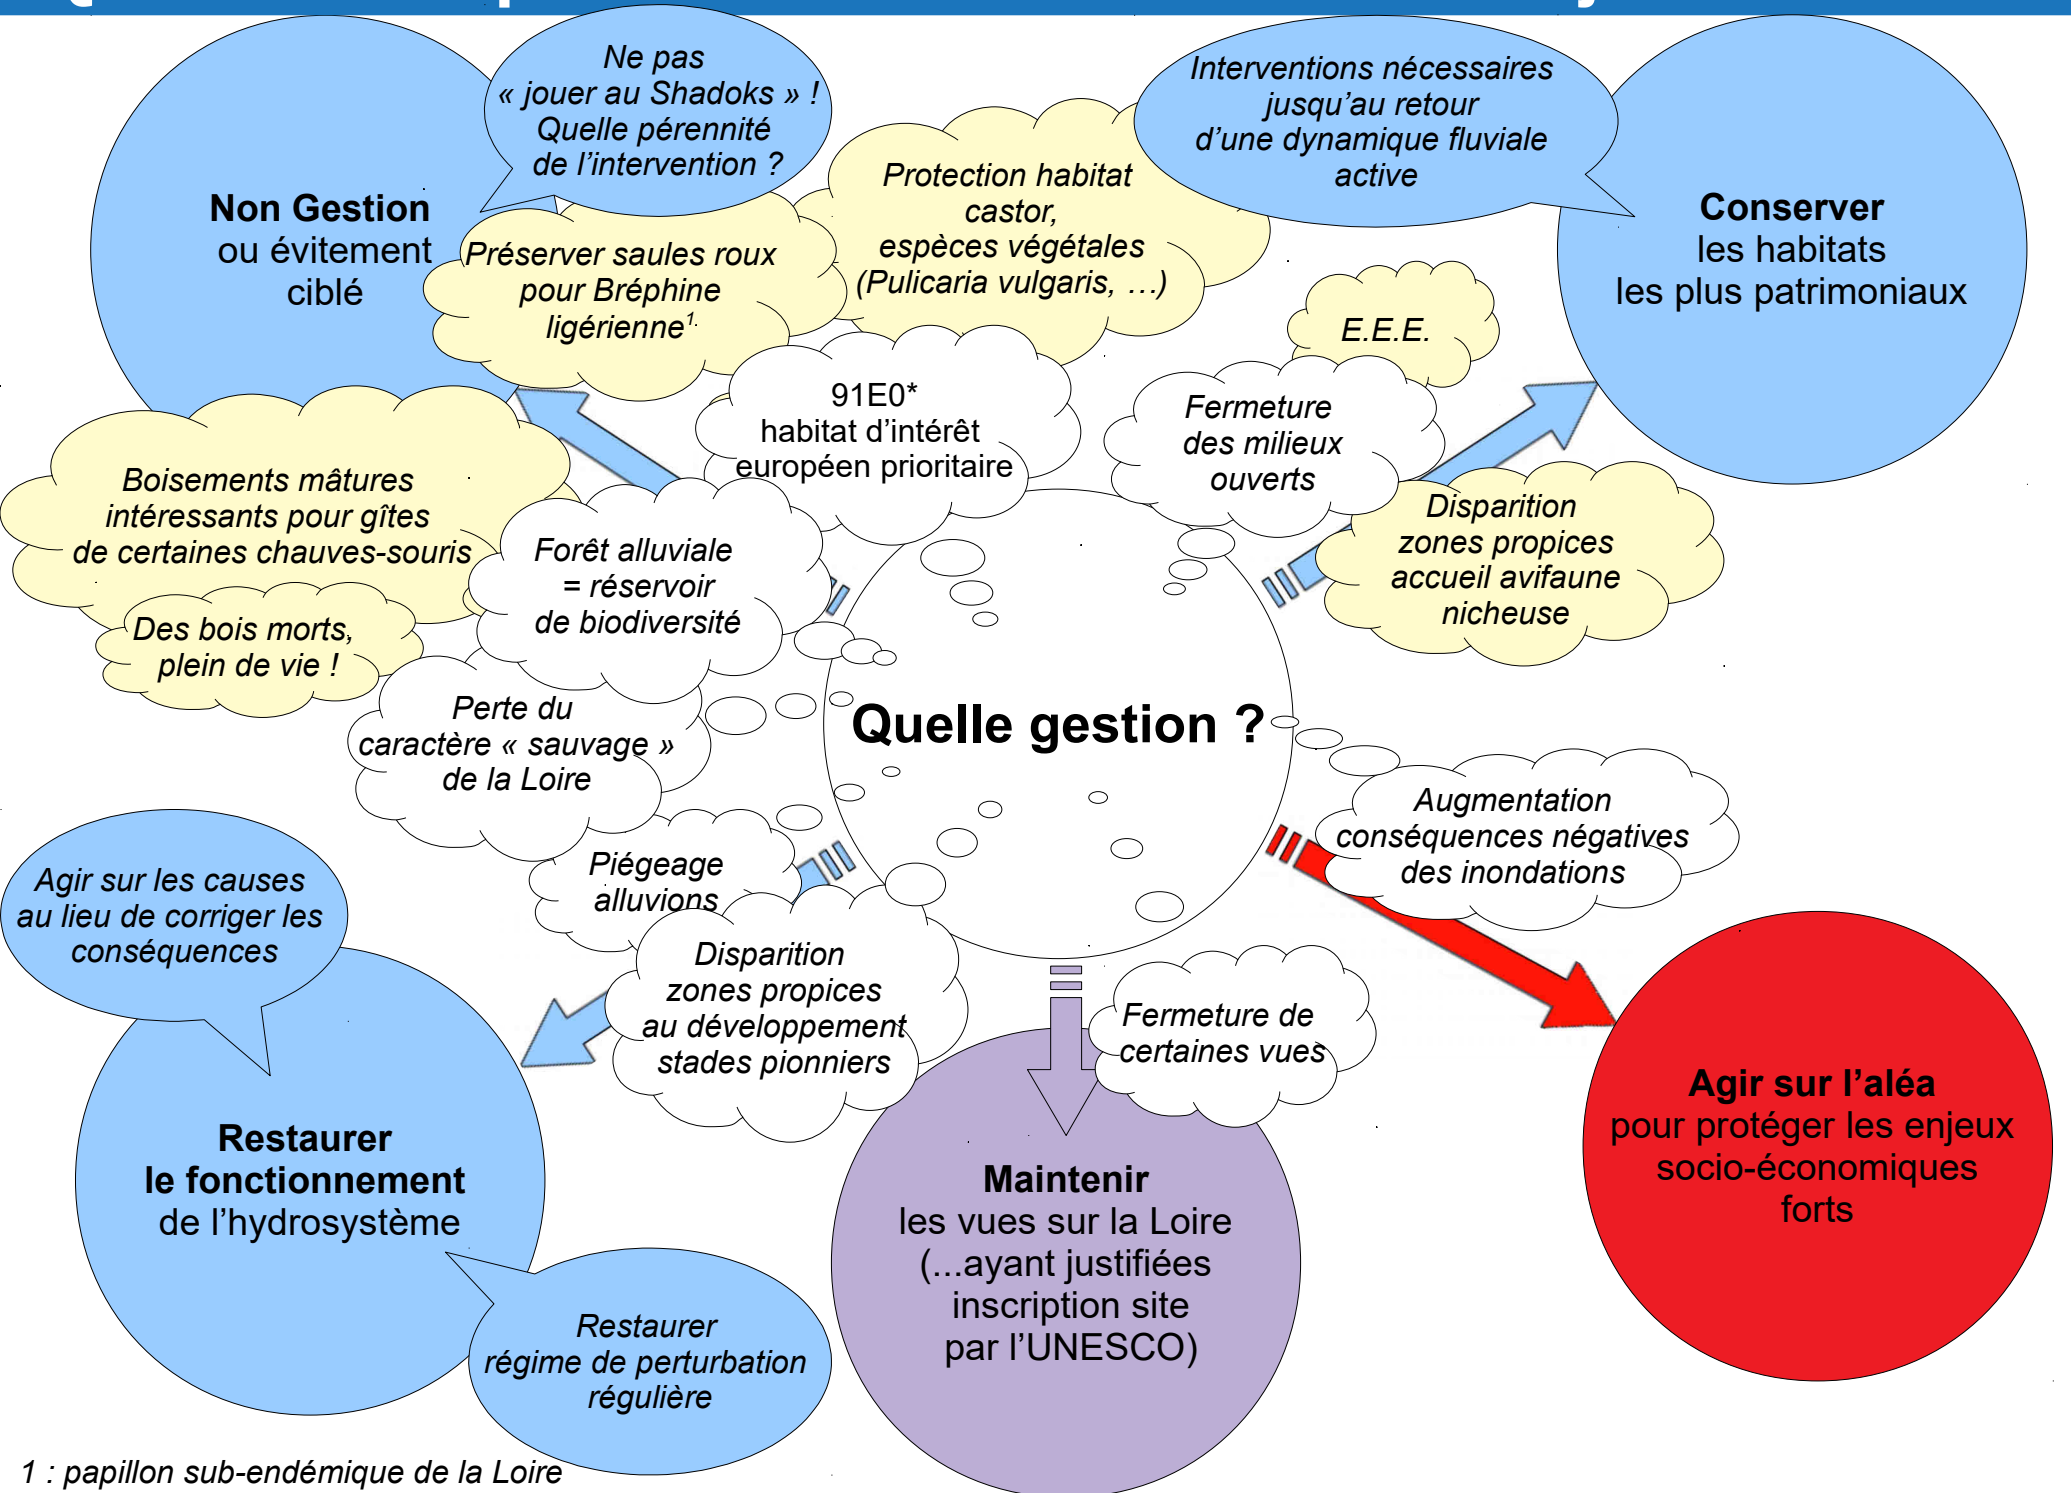 Ne pas
« jouer au Shadoks » !
Quelle pérennité
de l’intervention ?
Interventions nécessaires
jusqu’au retour
d’une dynamique fluviale
active
Protection habitat
castor,
espèces végétales
(Pulicaria vulgaris, …)
Non Gestion
ou évitement
ciblé
Préserver saules roux
pour Bréphine
ligérienne1.
Conserver
les habitats
les plus patrimoniaux
E.E.E.
91E0*
habitat d’intérêt
européen prioritaire
Fermeture
des milieux
ouverts
Boisements mâtures
intéressants pour gîtes
de certaines chauves-souris
Forêt alluviale
= réservoir
de biodiversité
Disparition
zones propices
accueil avifaune
nicheuse
Des bois morts,
plein de vie !
Perte du
caractère « sauvage »
de la Loire
Quelle gestion ?
Augmentation
conséquences négatives
des inondations
Piégeage
alluvions
Agir sur les causes
au lieu de corriger les
conséquences
Disparition
zones propices
au développement
stades pionniers
Fermeture de
certaines vues
Agir sur l’aléa
pour protéger les enjeux
socio-économiques
forts
Restaurer
le fonctionnement
de l’hydrosystème
Maintenir
les vues sur la Loire
(...ayant justifiées
inscription site
par l’UNESCO)
Restaurer
régime de perturbation
régulière
1 : papillon sub-endémique de la Loire